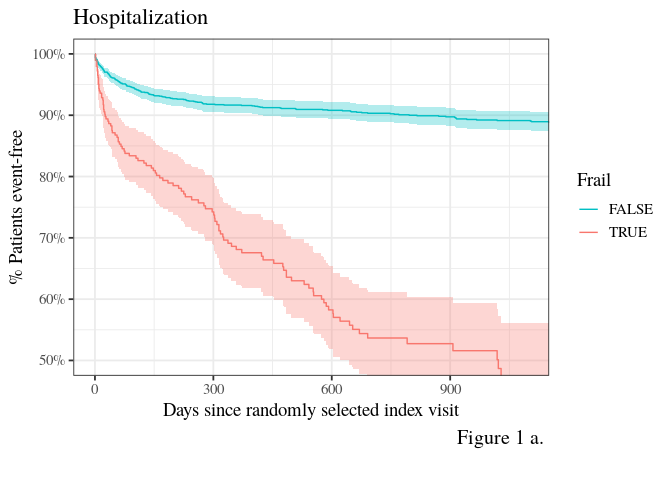 Hospitalization
100%
90%
80%
70%
60%
50%
% Patients event-free
0
300
600
900
Days since randomly selected index visit
Frail
FALSE
TRUE
Figure 1 a.